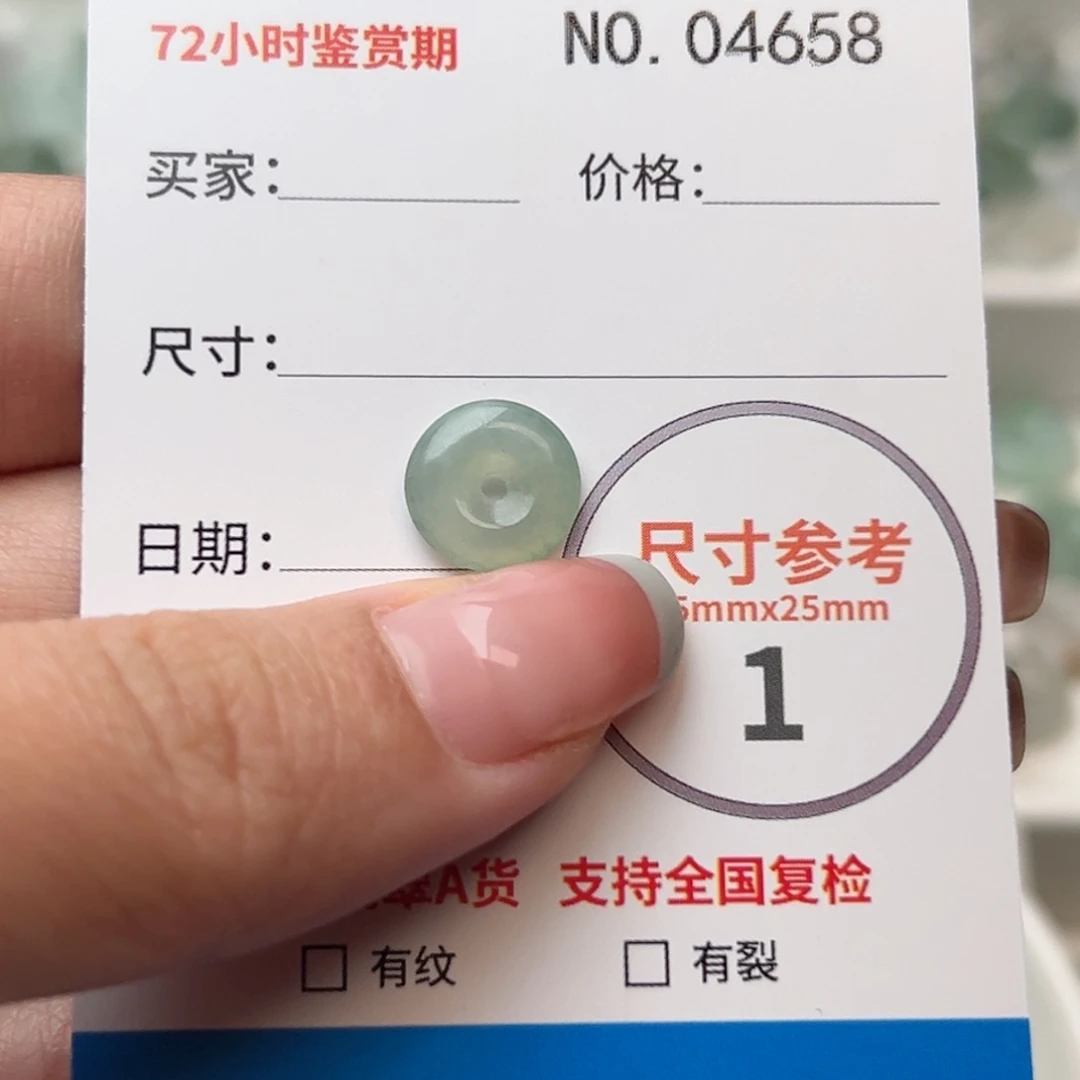 72小时鉴赏期 NO. 04658
买家： 价格：
尺寸：
日期：
尺寸参考
5mmx25mm
1
A货 支持全国复检
有纹 有裂